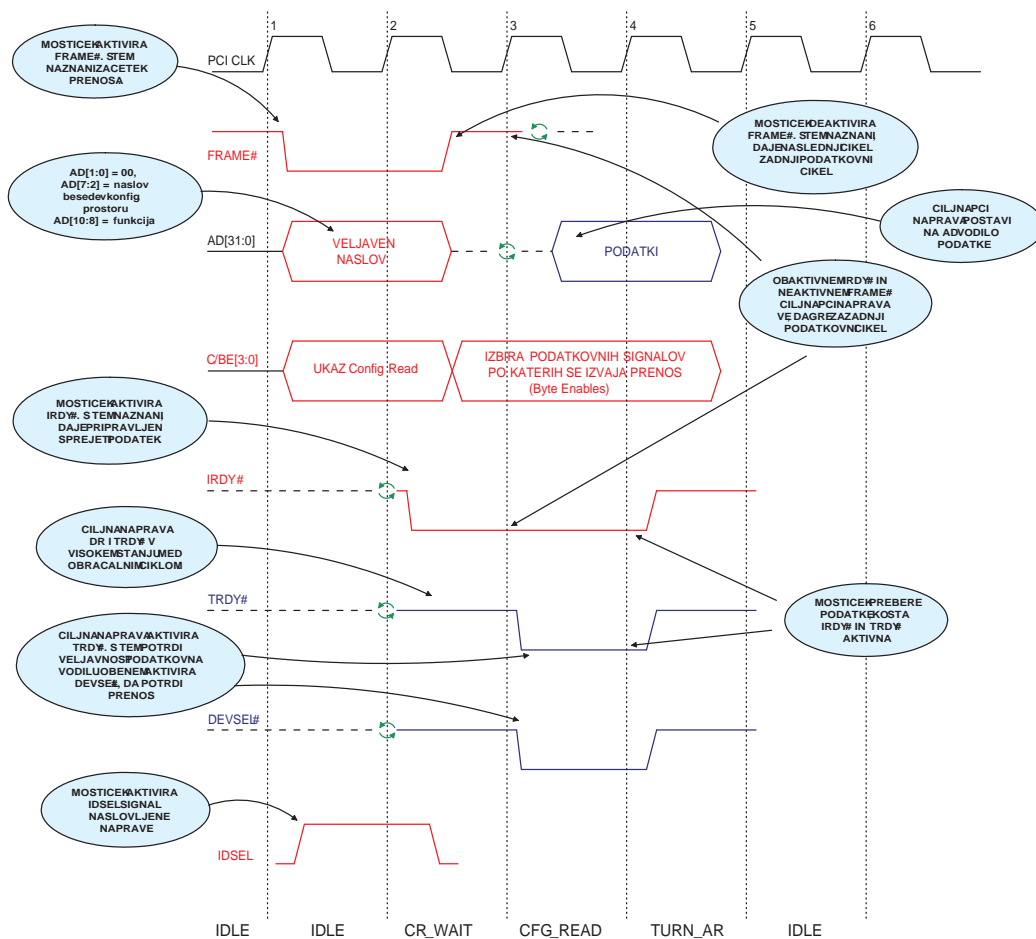 1 2 3 4 5 6
MOSTICEK AKTIVIRA
FRAME#. S TEM
NAZNANI ZACETEK
PRENOSA
PCI CLK
MOSTICEK DEAKTIVIRA
FRAME#. S TEM NAZNANI,
DA JE NASLEDNJI CIKEL
ZADNJI PODATKOVNI
CIKEL
FRAME#
AD[1:0] = 00,
AD[7:2] = naslov
besede v konfig
prostoru
AD[10:8] = funkcija
CILJNA PCI
NAPRAVA POSTAVI
NA AD VODILO
PODATKE
AD[31:0]
VELJAVEN
NASLOV
PODATKI
OB AKTIVNEM IRDY# IN
NEAKTIVNEM FRAME#
CILJNA PCI NAPRAVA
VE, DA GRE ZA ZADNJI
PODATKOVNI CIKEL
C/BE[3:0]
UKAZ Config Read
IZBIRA PODATKOVNIH SIGNALOV
PO KATERIH SE IZVAJA PRENOS
(Byte Enables)
MOSTICEK AKTIVIRA
IRDY#. S TEM NAZNANI,
DA JE PRIPRAVLJEN
SPREJETI PODATEK
IRDY#
CILJNA NAPRAVA
DR I TRDY# V
VISOKEM STANJU MED
OBRACALNIM CIKLOM
TRDY#
MOSTICEK PREBERE
PODATKE, KO STA
IRDY# IN TRDY#
AKTIVNA
CILJNA NAPRAVA AKTIVIRA
TRDY#. S TEM POTRDI
VELJAVNOST PODATKOV NA
VODILU OBENEM AKTIVIRA
DEVSEL#, DA POTRDI
PRENOS
DEVSEL#
MOSTICEK AKTIVIRA
IDSEL SIGNAL
NASLOVLJENE
NAPRAVE
IDSEL
IDLE IDLE CR_WAIT CFG_READ TURN_AR IDLE